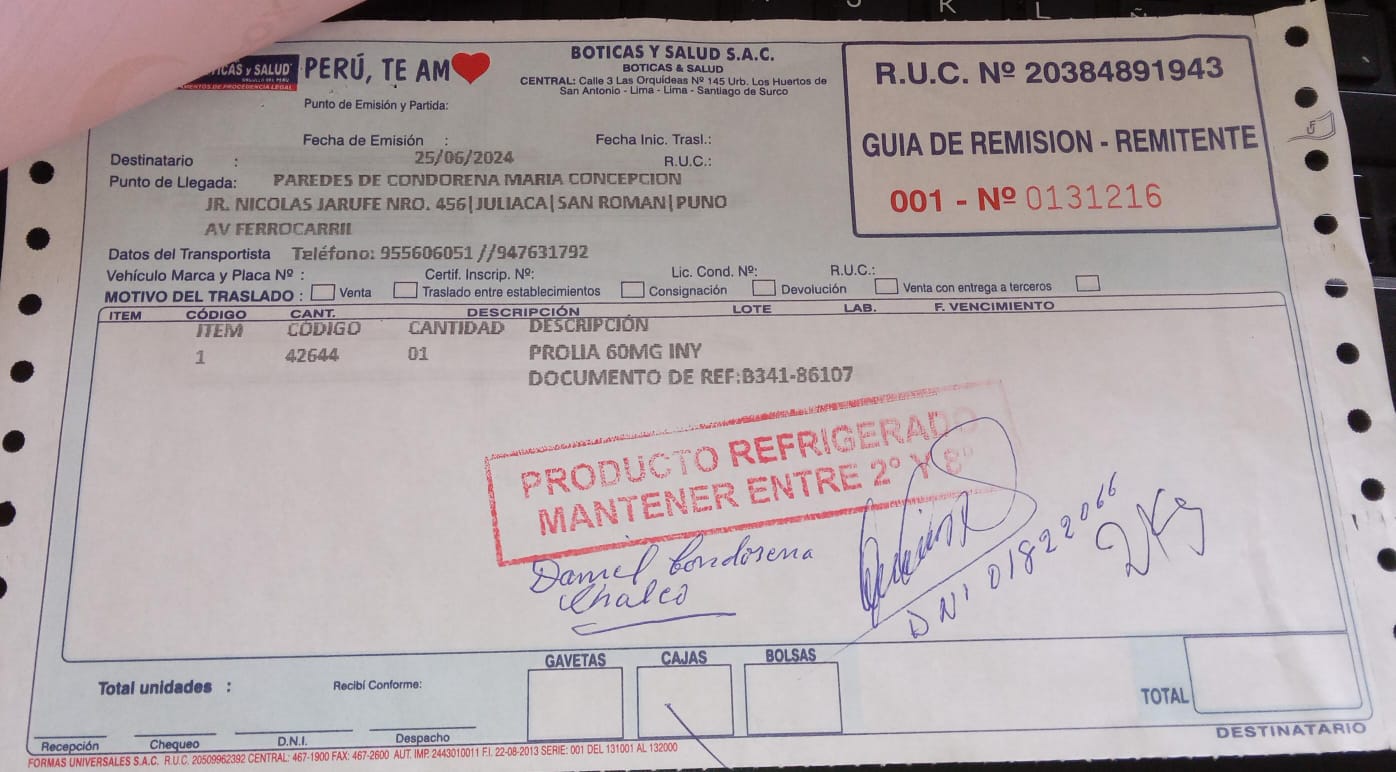 BOTICAS Y SALUD
PERÚ, TE AM
BOTICAS Y SALUD S.A.C.
BOTICAS & SALUD
CENTRAL: Calle 3 Las Orquídeas Nº 145 Urb. Los Huertos de
San Antonio - Lima - Lima - Santiago de Surco
R.U.C. Nº 20384891943
GUIA DE REMISION - REMITENTE
001 - Nº 0131216
Punto de Emisión y Partida:
Fecha de Emisión : 25/06/2024 Fecha Inic. Trasl.:
Destinatario : R.U.C.:
Punto de Llegada: PAREDES DE CONDORENA MARIA CONCEPCION
JR. NICOLAS JARUFE NRO. 456|JULIACA|SAN ROMAN|PUNO
AV FERROCARRIL
Datos del Transportista Teléfono: 955606051 //947631792
Vehículo Marca y Placa Nº : Certif. Inscrip. Nº: Lic. Cond. Nº: R.U.C.:
MOTIVO DEL TRASLADO : Venta Traslado entre establecimientos Consignación Devolución Venta con entrega a terceros
ITEM CÓDIGO CANT. DESCRIPCIÓN LOTE LAB. F. VENCIMIENTO
ITEM CÓDIGO CANTIDAD DESCRIPCIÓN
1 42644 01 PROLIA 60MG INY
DOCUMENTO DE REF:B341-86107
PRODUCTO REFRIGERADO
MANTENER ENTRE 2° Y 8°
Daniel Condorena
Chalco
DNI 01822066
GAVETAS CAJAS BOLSAS
Total unidades : Recibí Conforme:
TOTAL
Recepción Chequeo D.N.I. Despacho
DESTINATARIO
FORMAS UNIVERSALES S.A.C. R.U.C. 20509962392 CENTRAL: 467-1900 FAX: 467-2600 AUT. IMP. 2443010011 F.I. 22-08-2013 SERIE: 001 DEL 131001 AL 132000